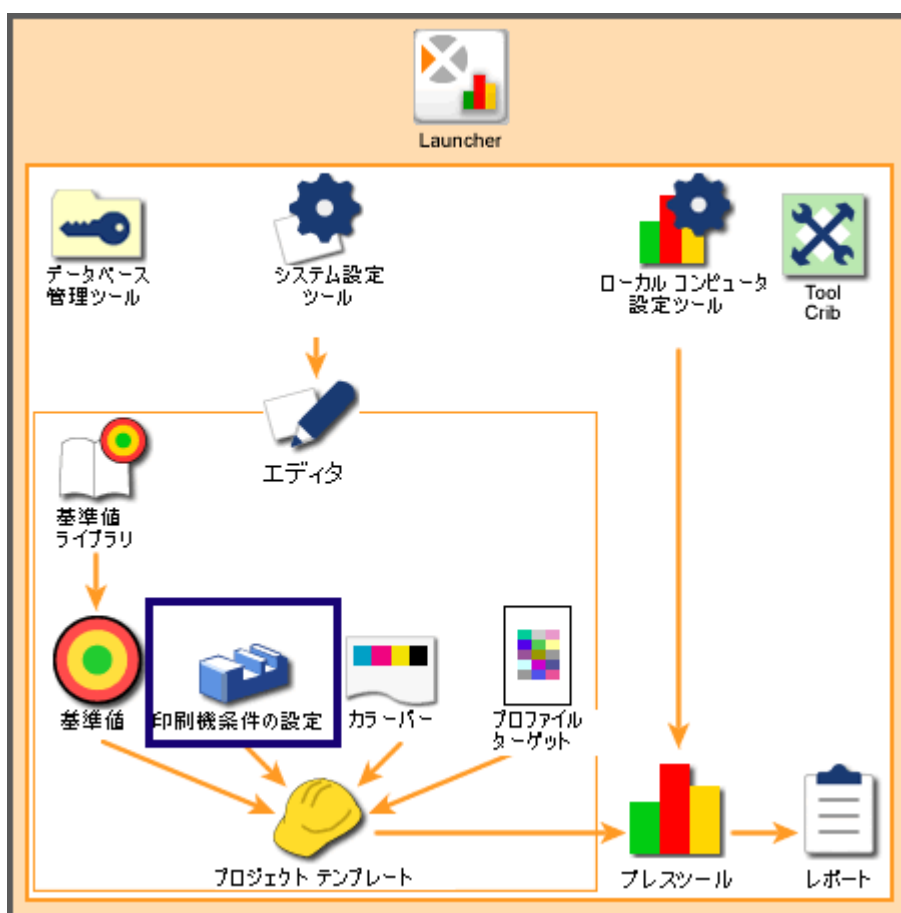 Launcher
データベース
管理ツール
システム設定
ツール
ローカル コンピュータ
設定ツール
Tool
Crib
エディタ
基準値
ライブラリ
基準値
印刷機条件の設定
カラーバー
プロファイル
ターゲット
プロジェクト テンプレート
プレスツール
レポート